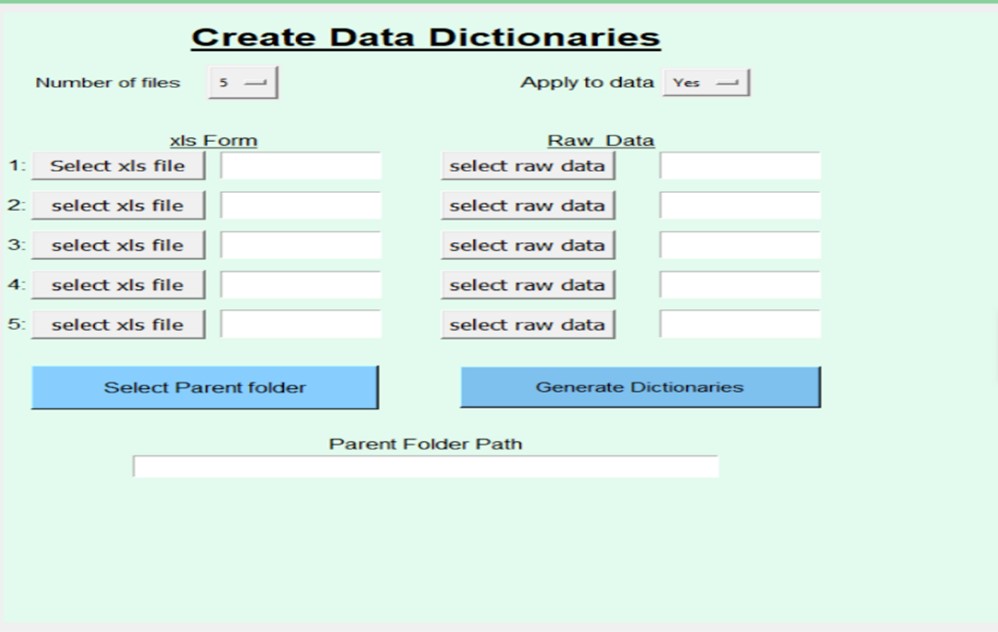 Create Data Dictionaries
Number of files 5 Apply to data Yes
xls Form Raw Data
1: Select xls file select raw data
2: select xls file select raw data
3: select xls file select raw data
4: select xls file select raw data
5: select xls file select raw data
Select Parent folder Generate Dictionaries
Parent Folder Path